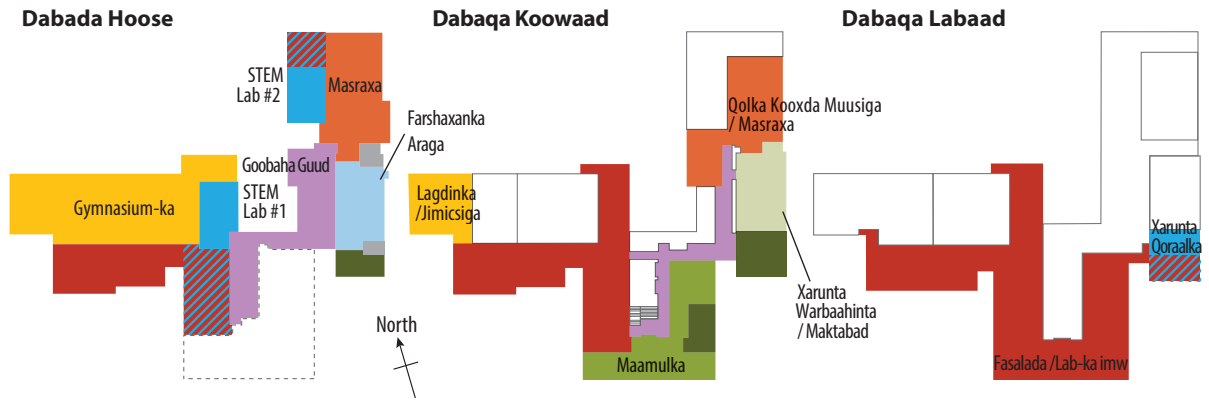 Dabada Hoose
STEM
Lab #2
Masraxa
Farshaxanka
Araga
Goobaha Guud
Gymnasium-ka
STEM
Lab #1
North
Dabaqa Koowaad
Qolka Kooxda Muusiga
/ Masraxa
Lagdinka
/Jimicsiga
Xarunta
Warbaahinta
/ Maktabad
Maamulka
Dabaqa Labaad
Xarunta
Qoraalka
Fasalada /Lab-ka imw